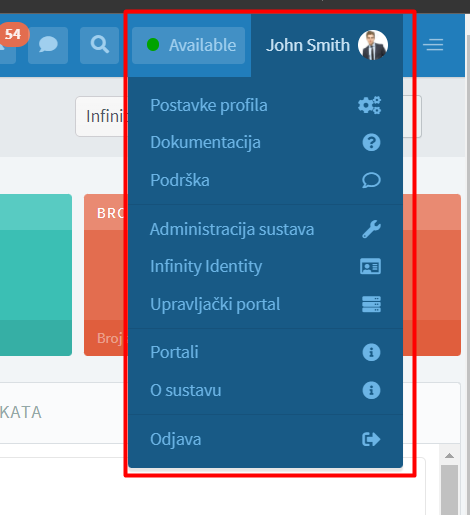 54
Available
John Smith
Infini
Postavke profila
Dokumentacija
Podrška
BRO
Administracija sustava
Infinity Identity
Upravljački portal
Broj
Portali
O sustavu
KATA
Odjava